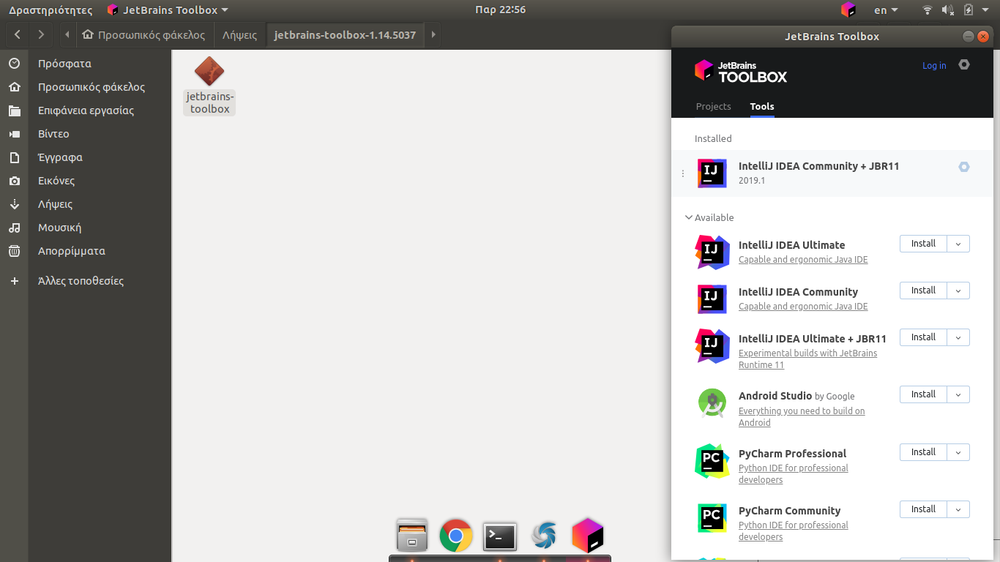 Δραστηριότητες
JetBrains Toolbox
Παρ 22:56
en
Προσωπικός φάκελος
Λήψεις
jetbrains-toolbox-1.14.5037
Πρόσφατα
Προσωπικός φάκελος
Επιφάνεια εργασίας
Βίντεο
Έγγραφα
Εικόνες
Λήψεις
Μουσική
Απορρίμματα
Άλλες τοποθεσίες
jetbrains-
toolbox
JetBrains Toolbox
JetBrains
TOOLBOX
Log in
Projects
Tools
Installed
IJ
IntelliJ IDEA Community + JBR11
2019.1
Available
IJ
IntelliJ IDEA Ultimate
Capable and ergonomic Java IDE
Install
IJ
IntelliJ IDEA Community
Capable and ergonomic Java IDE
Install
IJ
IntelliJ IDEA Ultimate + JBR11
Experimental builds with JetBrains
Runtime 11
Install
Android Studio by Google
Everything you need to build on
Android
Install
PC
PyCharm Professional
Python IDE for professional
developers
Install
PC
PyCharm Community
Python IDE for professional
developers
Install